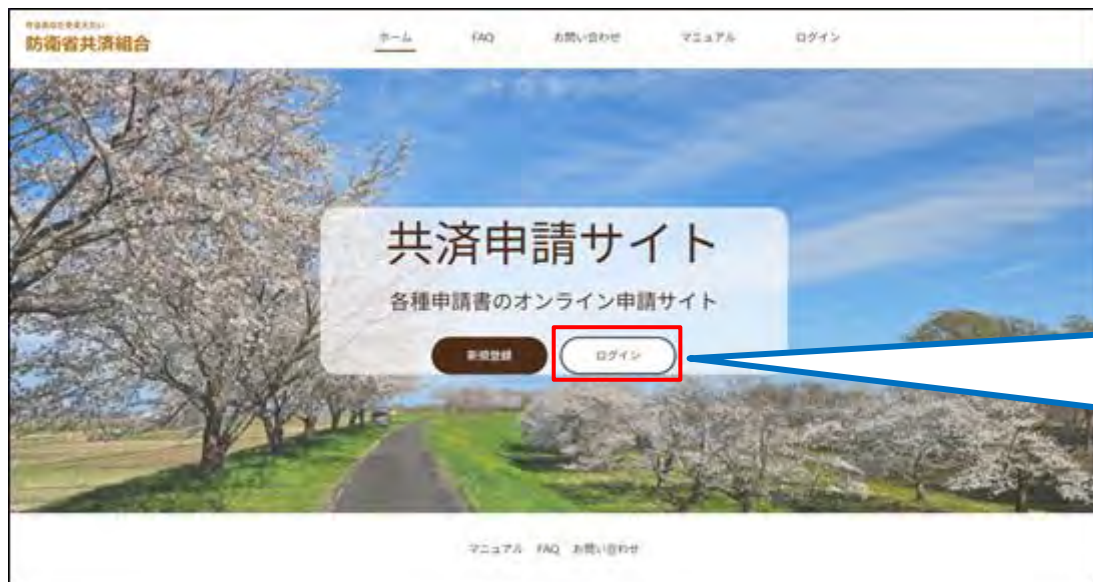 防衛省共済組合
ホーム FAQ お問い合わせ マニュアル ログイン
共済申請サイト
各種申請書のオンライン申請サイト
新規登録 ログイン
マニュアル FAQ お問い合わせ